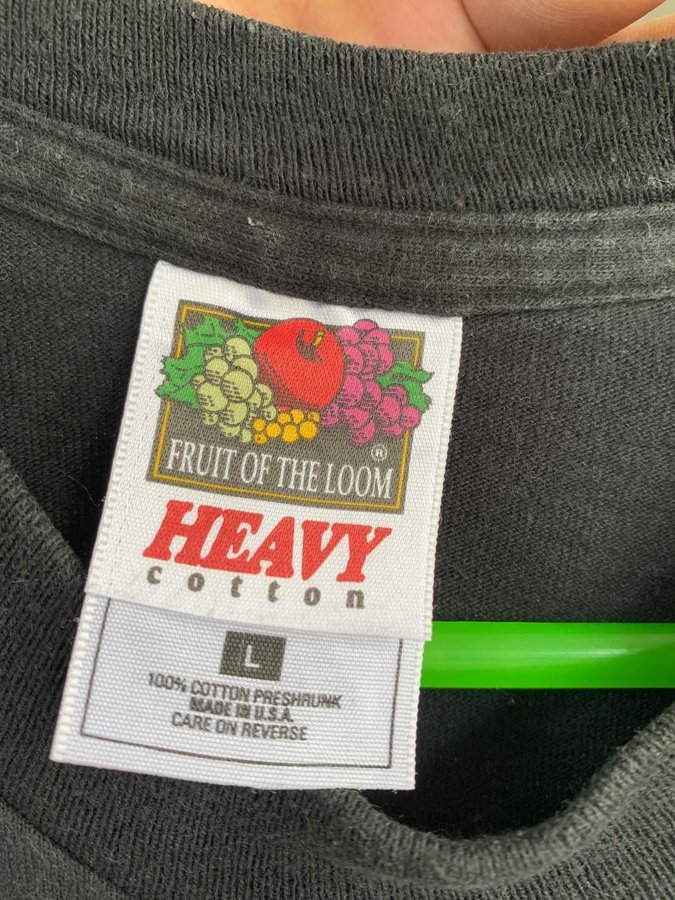 FRUIT OF THE LOOM ®
HEAVY
cotton
L
100% COTTON PRESHRUNK
MADE IN U.S.A.
CARE ON REVERSE